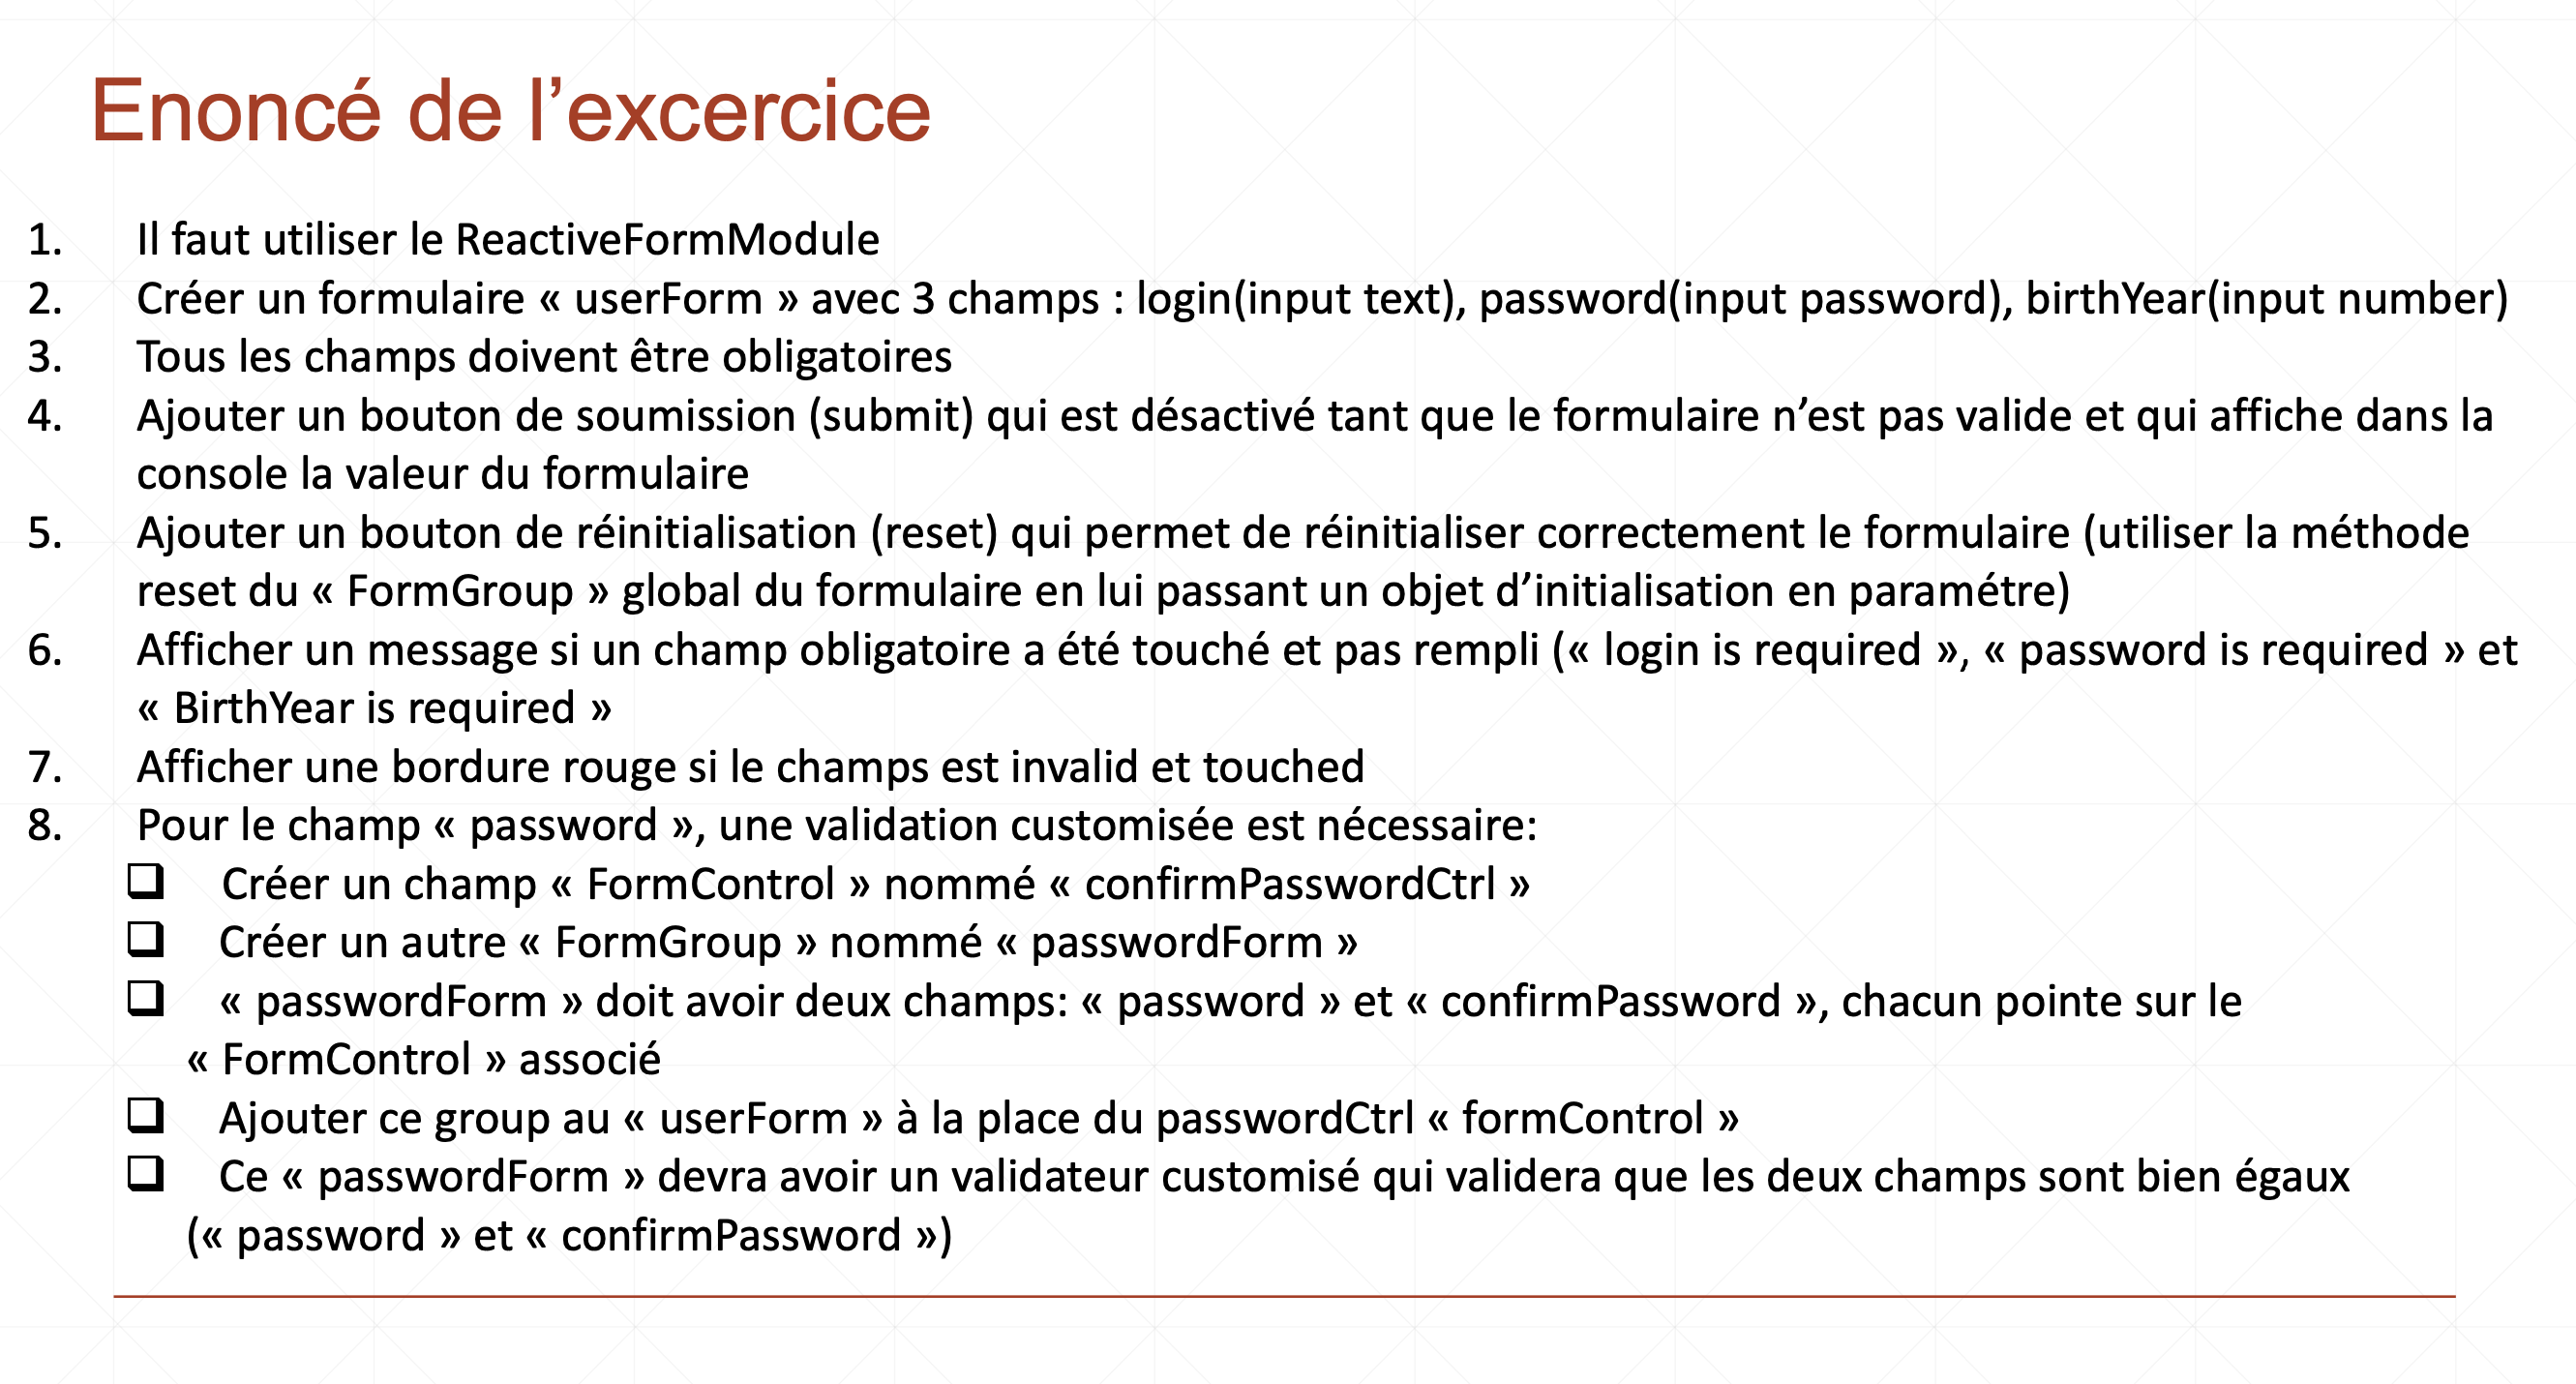 Enoncé de l’excercice
1. Il faut utiliser le ReactiveFormModule
2. Créer un formulaire « userForm » avec 3 champs : login(input text), password(input password), birthYear(input number)
3. Tous les champs doivent être obligatoires
4. Ajouter un bouton de soumission (submit) qui est désactivé tant que le formulaire n’est pas valide et qui affiche dans la
console la valeur du formulaire
5. Ajouter un bouton de réinitialisation (reset) qui permet de réinitialiser correctement le formulaire (utiliser la méthode
reset du « FormGroup » global du formulaire en lui passant un objet d’initialisation en paramétre)
6. Afficher un message si un champ obligatoire a été touché et pas rempli (« login is required », « password is required » et
« BirthYear is required »
7. Afficher une bordure rouge si le champs est invalid et touched
8. Pour le champ « password », une validation customisée est nécessaire:
❑ Créer un champ « FormControl » nommé « confirmPasswordCtrl »
❑ Créer un autre « FormGroup » nommé « passwordForm »
❑ « passwordForm » doit avoir deux champs: « password » et « confirmPassword », chacun pointe sur le
« FormControl » associé
❑ Ajouter ce group au « userForm » à la place du passwordCtrl « formControl »
❑ Ce « passwordForm » devra avoir un validateur customisé qui validera que les deux champs sont bien égaux
(« password » et « confirmPassword »)